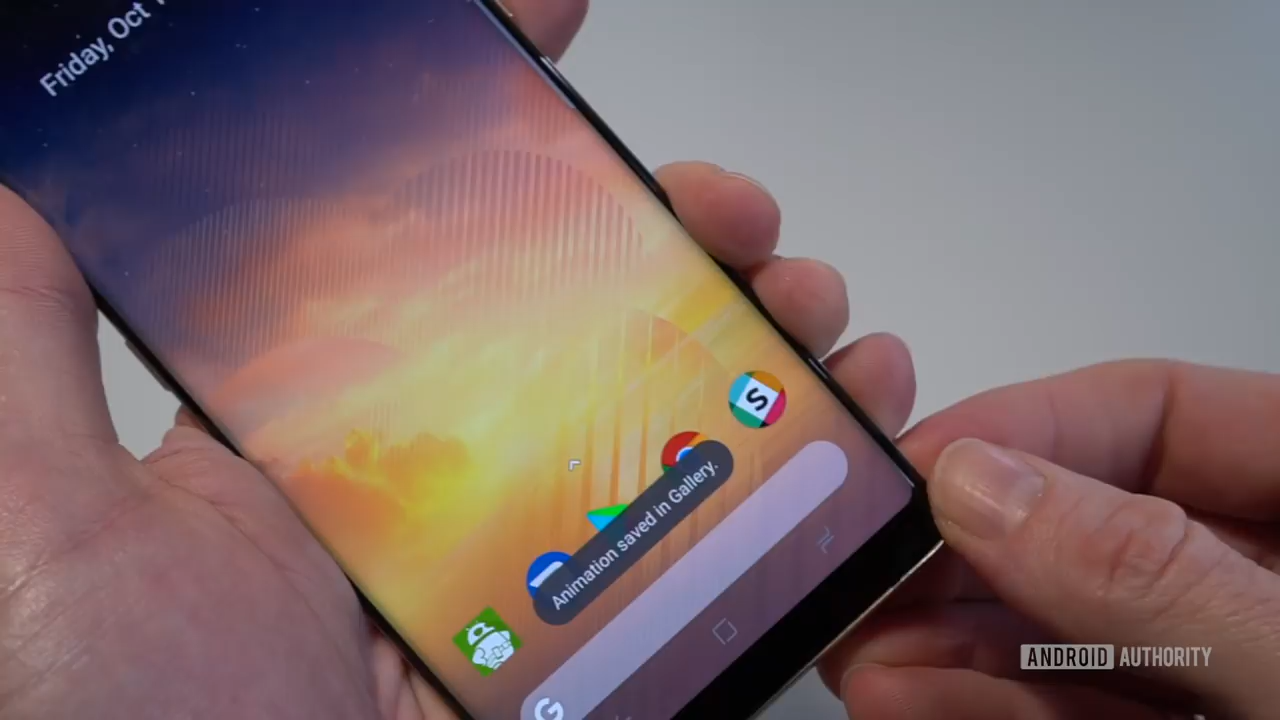 Friday, Oct
Animation saved in Gallery.
S
G
ANDROID AUTHORITY